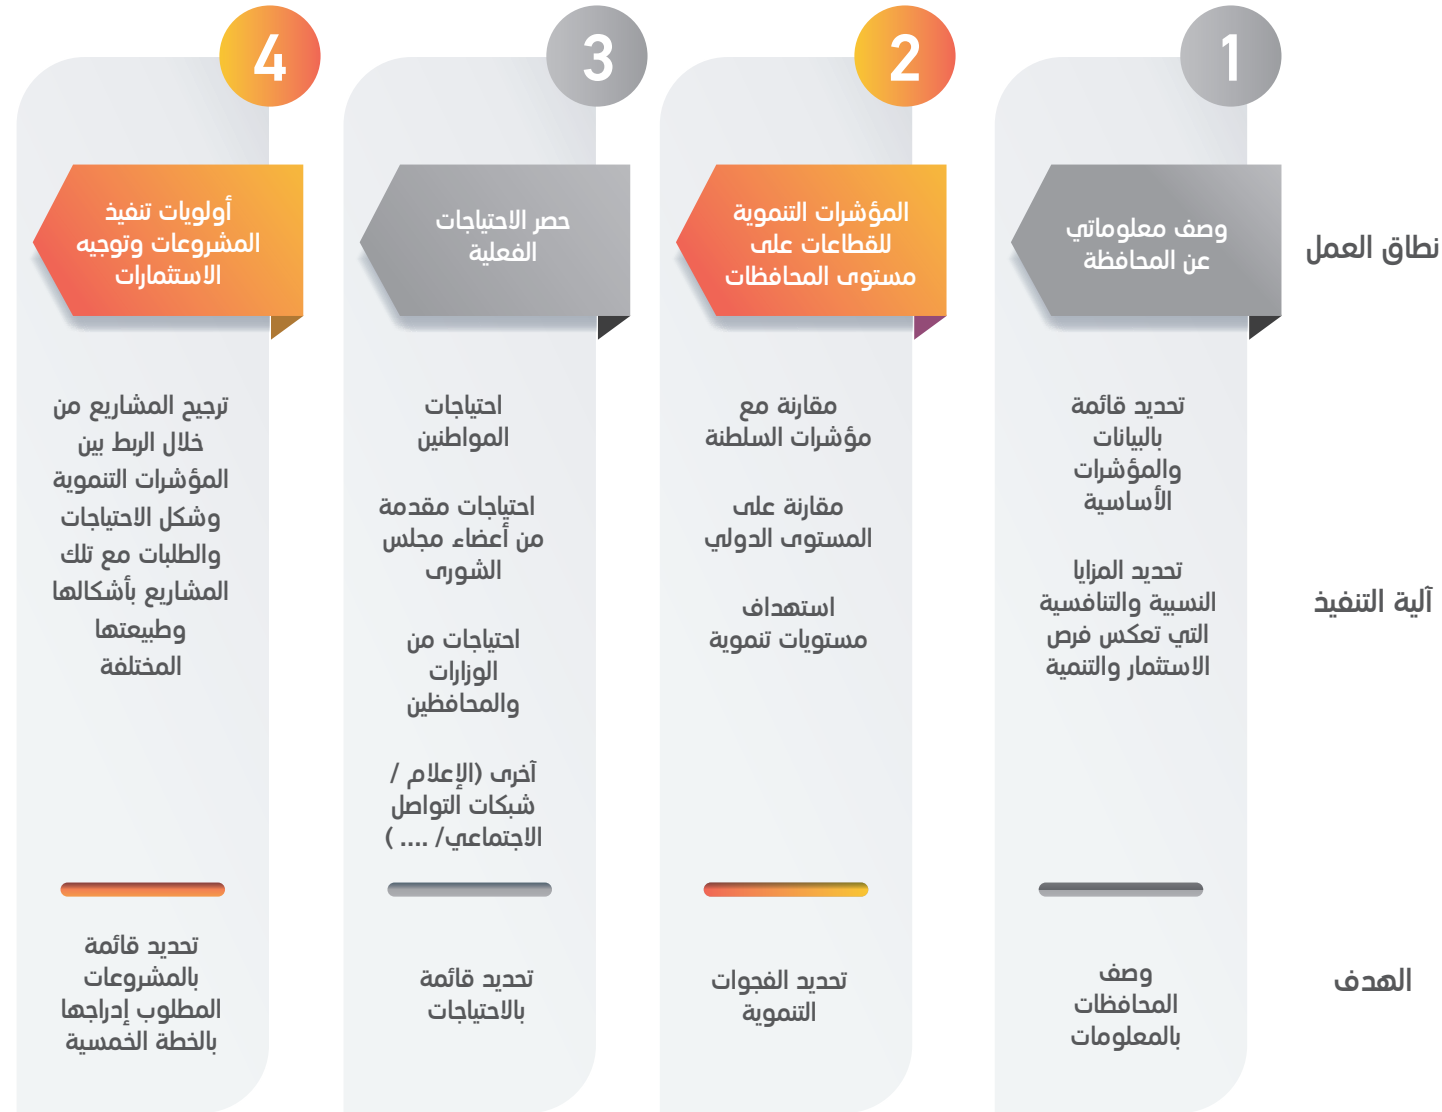 1
2
3
4
نطاق العمل
وصف معلوماتي
عن المحافظة
المؤشرات التنموية
للقطاعات على
مستوى المحافظات
حصر الاحتياجات
الفعلية
أولويات تنفيذ
المشروعات وتوجيه
الاستثمارات
آلية التنفيذ
تحديد قائمة
بالبيانات
والمؤشرات
الأساسية
تحديد المزايا
النسبية والتنافسية
التي تعكس فرص
الاستثمار والتنمية
مقارنة مع
مؤشرات السلطنة
مقارنة على
المستوى الدولي
استهداف
مستويات تنموية
احتياجات
المواطنين
احتياجات مقدمة
من أعضاء مجلس
الشورى
احتياجات من
الوزارات
والمحافظين
آخرى (الإعلام /
شبكات التواصل
الاجتماعي/ .... )
ترجيح المشاريع من
خلال الربط بين
المؤشرات التنموية
وشكل الاحتياجات
والطلبات مع تلك
المشاريع بأشكالها
وطبيعتها
المختلفة
الهدف
وصف
المحافظات
بالمعلومات
تحديد الفجوات
التنموية
تحديد قائمة
بالاحتياجات
تحديد قائمة
بالمشروعات
المطلوب إدراجها
بالخطة الخمسية